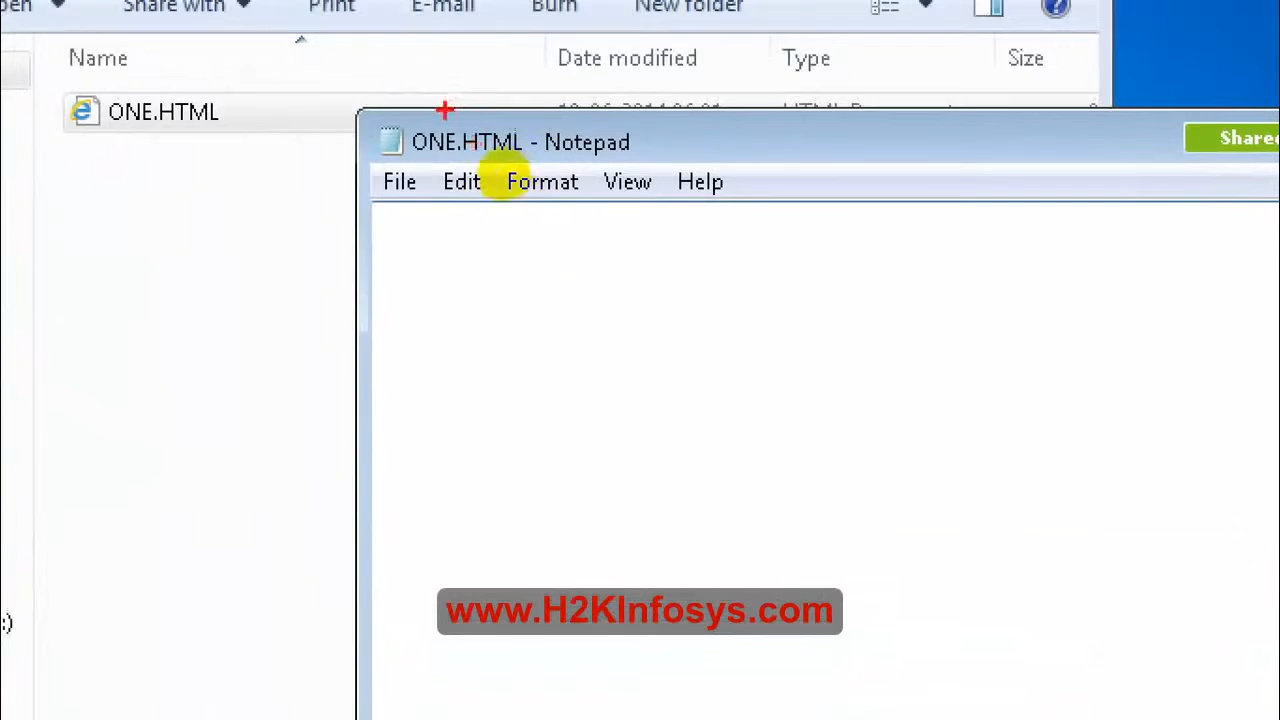 Share with Print E-mail Burn New folder
Name Date modified Type Size
ONE.HTML
ONE.HTML - Notepad
Shared
File Edit Format View Help
www.H2KInfosys.com